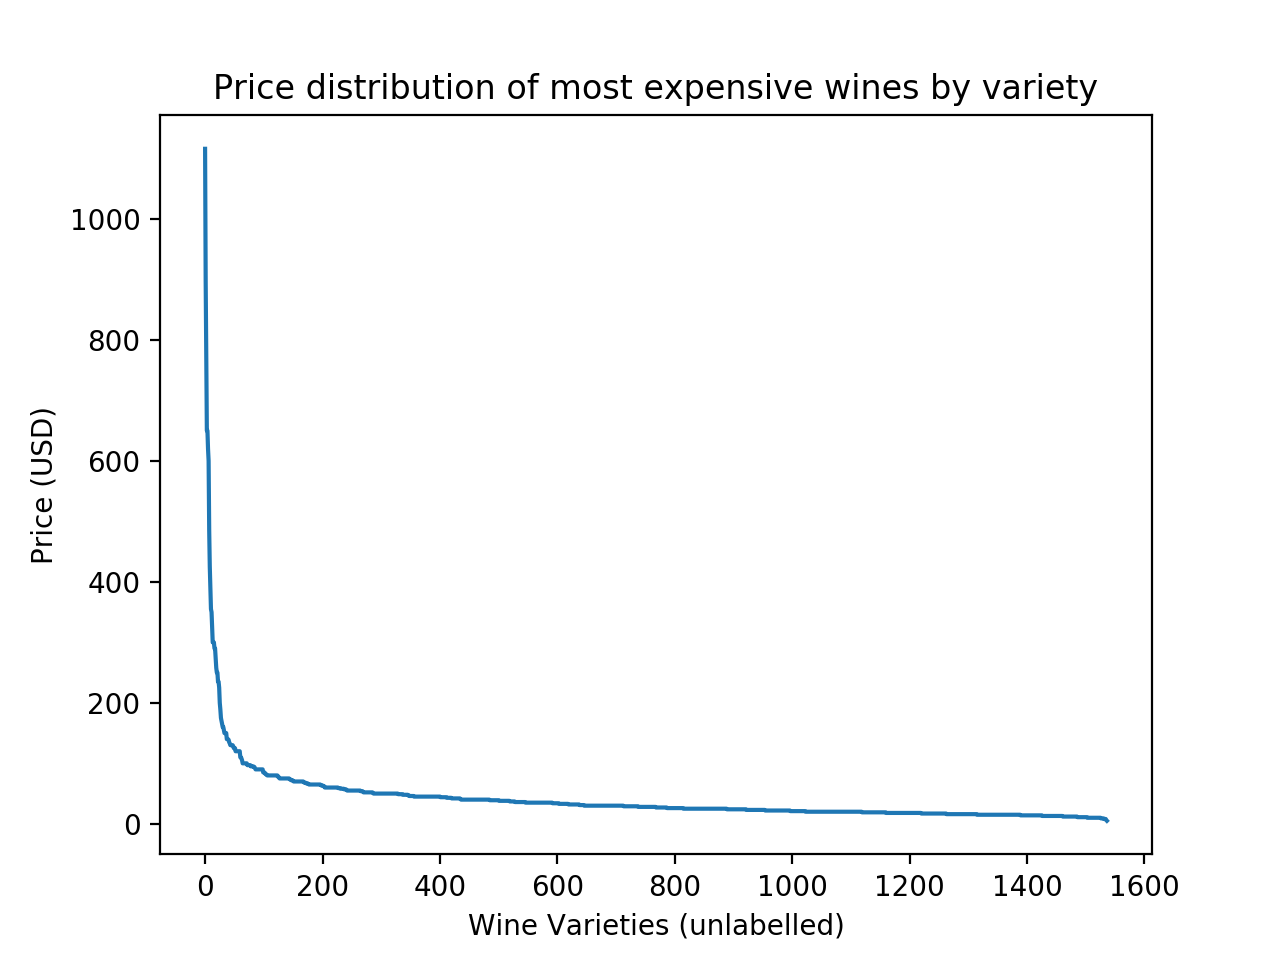 Price distribution of most expensive wines by variety
1000
800
600
400
200
0
Price (USD)
0 200 400 600 800 1000 1200 1400 1600
Wine Varieties (unlabelled)